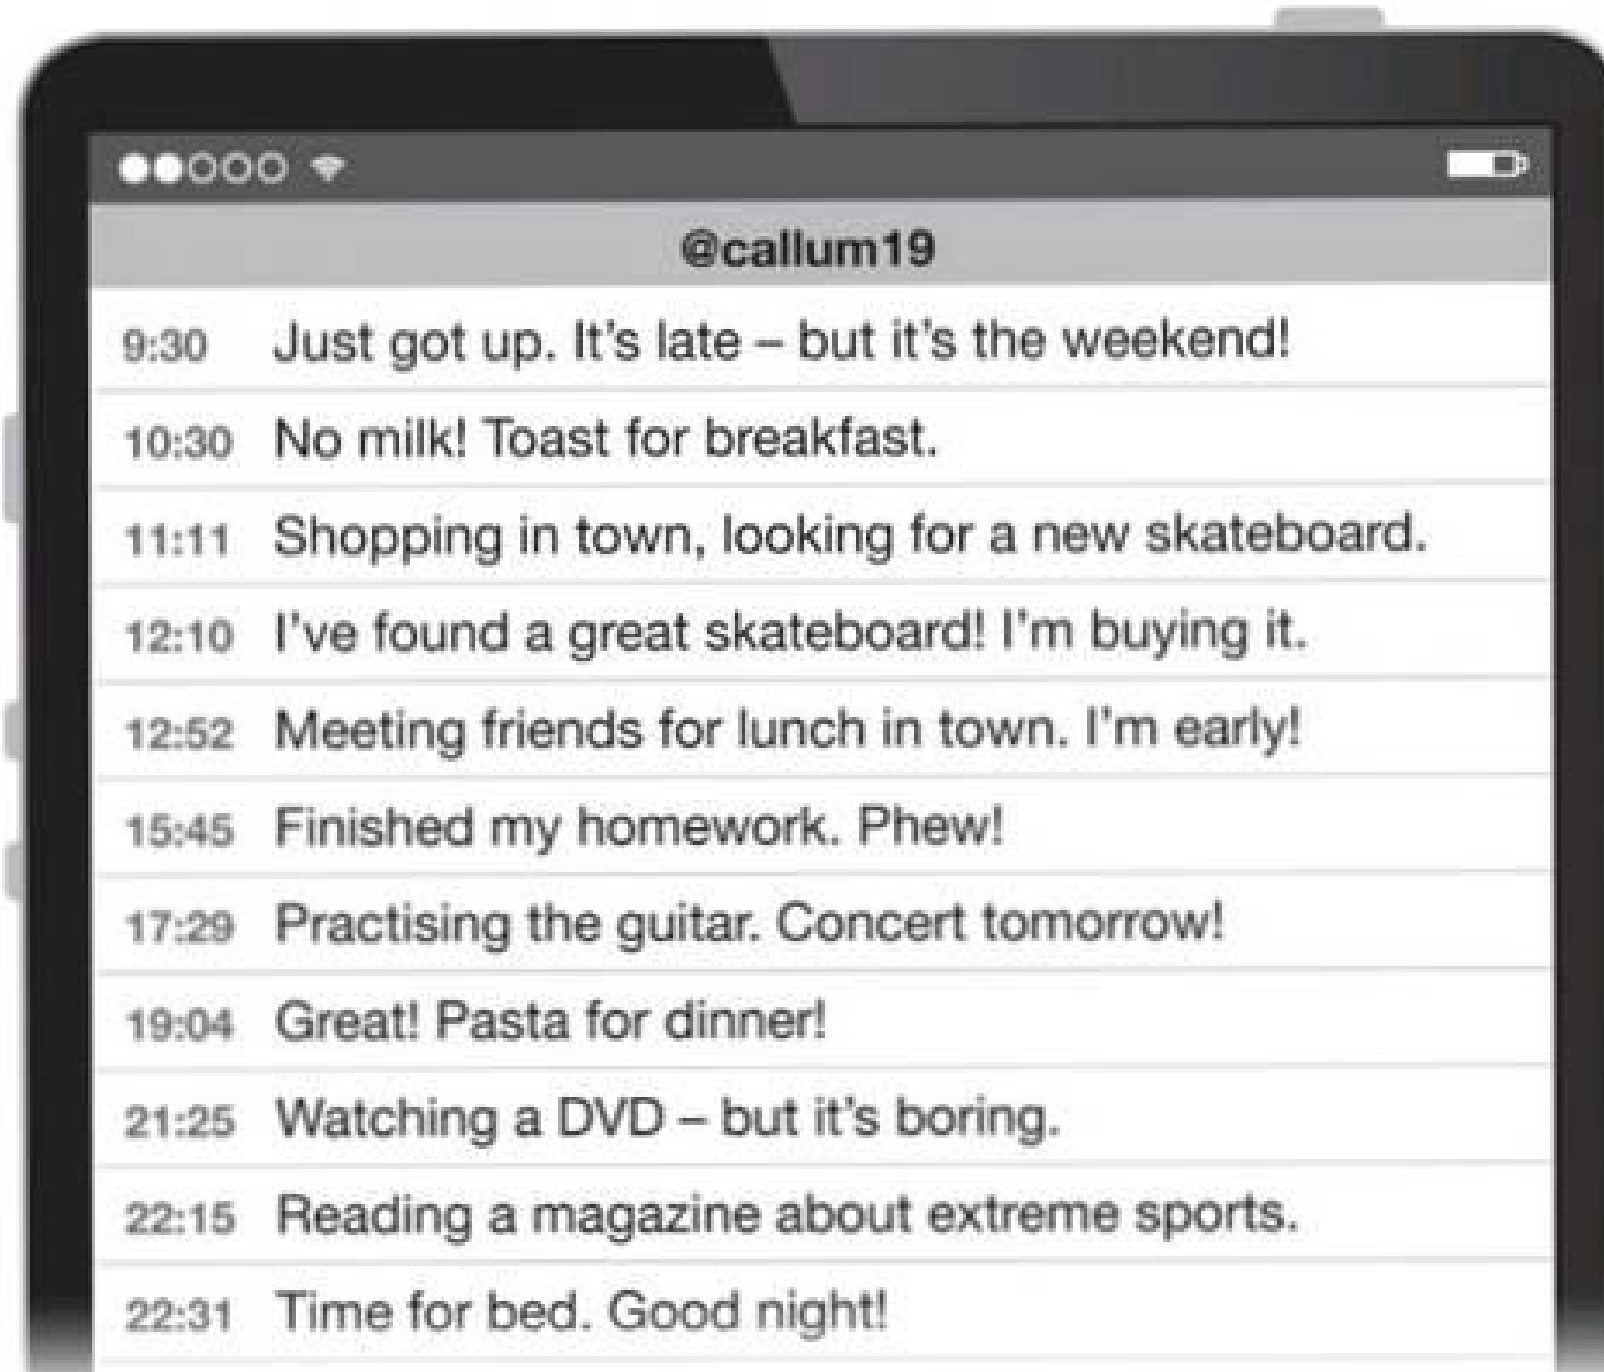 @callum19
9:30 Just got up. It's late – but it's the weekend!
10:30 No milk! Toast for breakfast.
11:11 Shopping in town, looking for a new skateboard.
12:10 I've found a great skateboard! I'm buying it.
12:52 Meeting friends for lunch in town. I'm early!
15:45 Finished my homework. Phew!
17:29 Practising the guitar. Concert tomorrow!
19:04 Great! Pasta for dinner!
21:25 Watching a DVD – but it's boring.
22:15 Reading a magazine about extreme sports.
22:31 Time for bed. Good night!